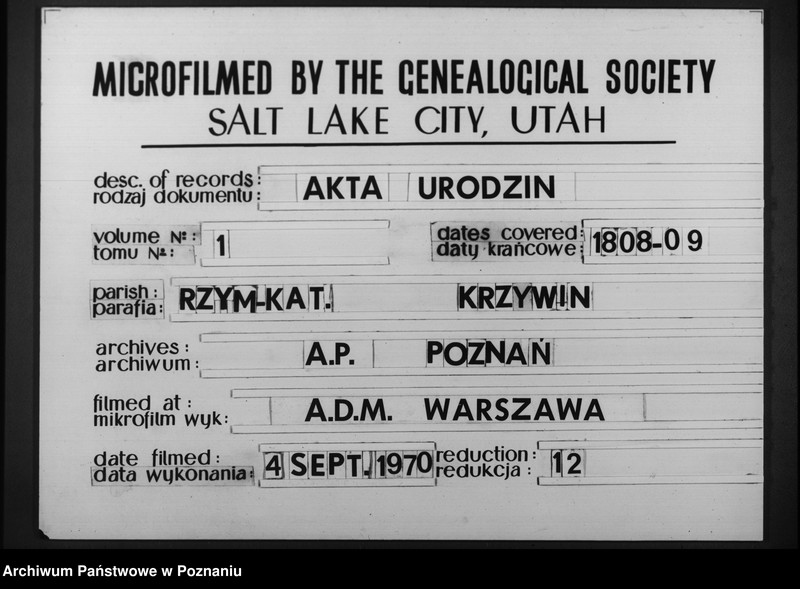 MICROFILMED BY THE GENEALOGICAL SOCIETY
SALT LAKE CITY, UTAH
desc. of records: AKTA URODZIN
rodzaj dokumentu:
volume No: 1
tomu No:
dates covered: 1808-09
daty krańcowe:
parish: RZYM-KAT. KRZYWIN
parafia:
archives: A.P. POZNAŃ
archiwum:
filmed at: A.D.M. WARSZAWA
mikrofilm wyk:
date filmed: 4 SEPT. 1970
data wykonania:
reduction: 12
redukcja:
Archiwum Państwowe w Poznaniu